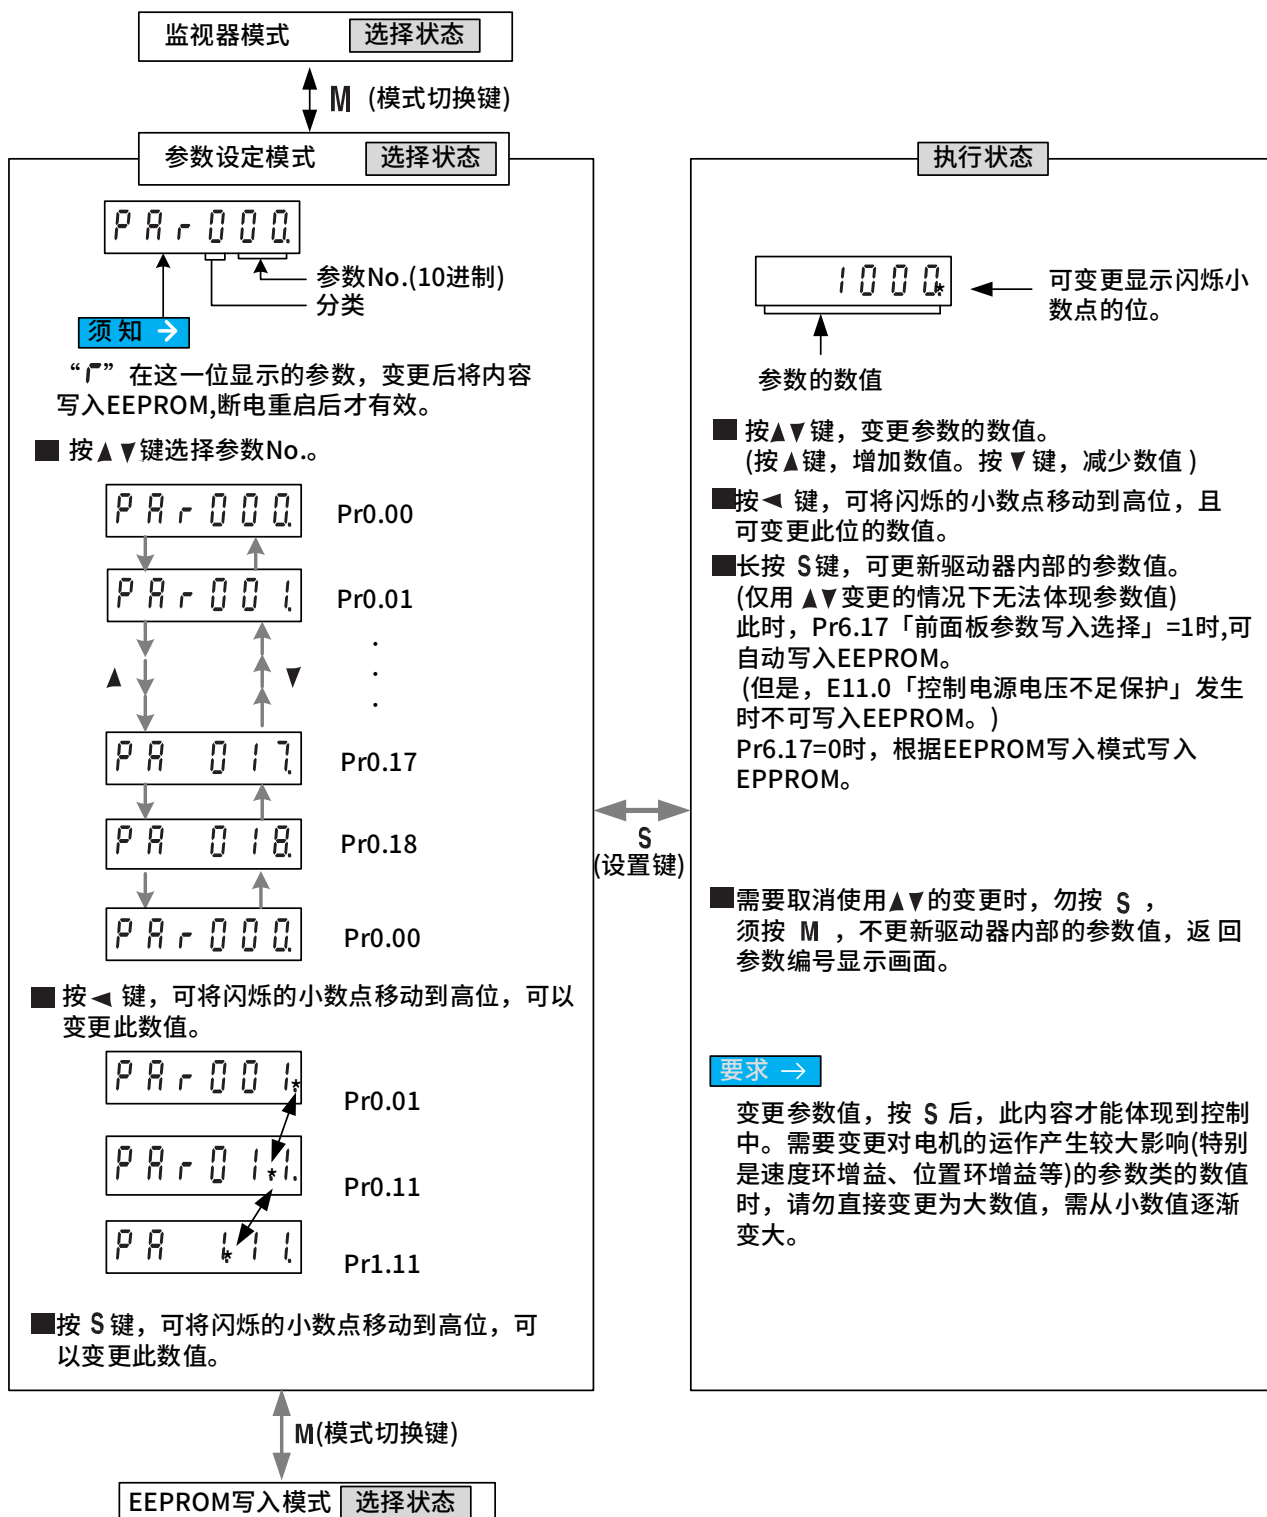 监视器模式 选择状态
M (模式切换键)
参数设定模式 选择状态
PAr000.
参数No.(10进制)
分类
须 知 →
“r”在这一位显示的参数，变更后将内容
写入EEPROM,断电重启后才有效。
■ 按▲▼键选择参数No.。
PAr000. Pr0.00
PAr001. Pr0.01
.
.
.
▲ ▼
PA 017. Pr0.17
PA 018. Pr0.18
PAr000. Pr0.00
■ 按◀ 键，可将闪烁的小数点移动到高位，可以
变更此数值。
PAr001.* Pr0.01
PAr01.*1. Pr0.11
PA 1.*11. Pr1.11
■按 S 键，可将闪烁的小数点移动到高位，可
以变更此数值。
M(模式切换键)
EEPROM写入模式 选择状态
S
(设置键)
执行状态
1000.*
可变更显示闪烁小
数点的位。
参数的数值
■ 按▲▼键，变更参数的数值。
(按▲键，增加数值。按▼键，减少数值 )
■按◀ 键，可将闪烁的小数点移动到高位，且
可变更此位的数值。
■长按 S键，可更新驱动器内部的参数值。
(仅用 ▲▼变更的情况下无法体现参数值)
此时，Pr6.17「前面板参数写入选择」=1时,可
自动写入EEPROM。
(但是，E11.0「控制电源电压不足保护」发生
时不可写入EEPROM。)
Pr6.17=0时，根据EEPROM写入模式写入
EPPROM。
■需要取消使用▲▼的变更时，勿按 S ，
须按 M ，不更新驱动器内部的参数值，返 回
参数编号显示画面。
要求 →
变更参数值，按 S 后，此内容才能体现到控制
中。需要变更对电机的运作产生较大影响(特别
是速度环增益、位置环增益等)的参数类的数值
时，请勿直接变更为大数值，需从小数值逐渐
变大。